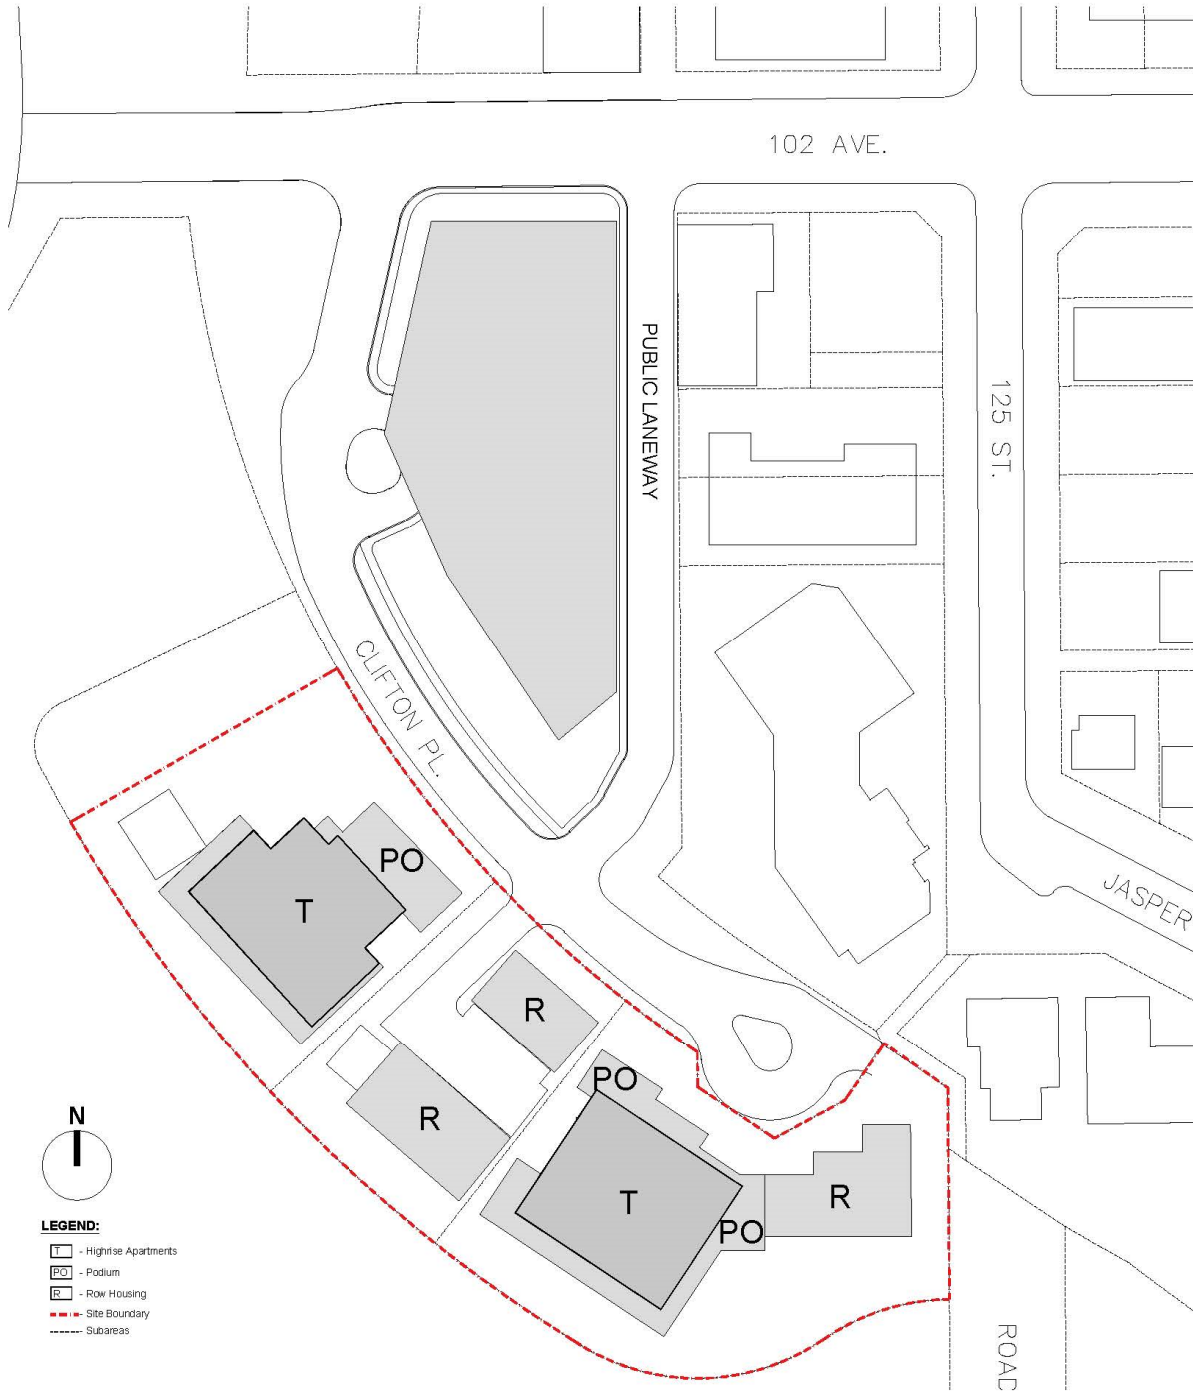 102 AVE.
PUBLIC LANEWAY
125 ST.
CLIFTON PL.
JASPER
PO
T
R
PO
R
T
R
PO
N
LEGEND:
T - Highrise Apartments
PO - Podium
R - Row Housing
- Site Boundary
- Subareas
ROAD